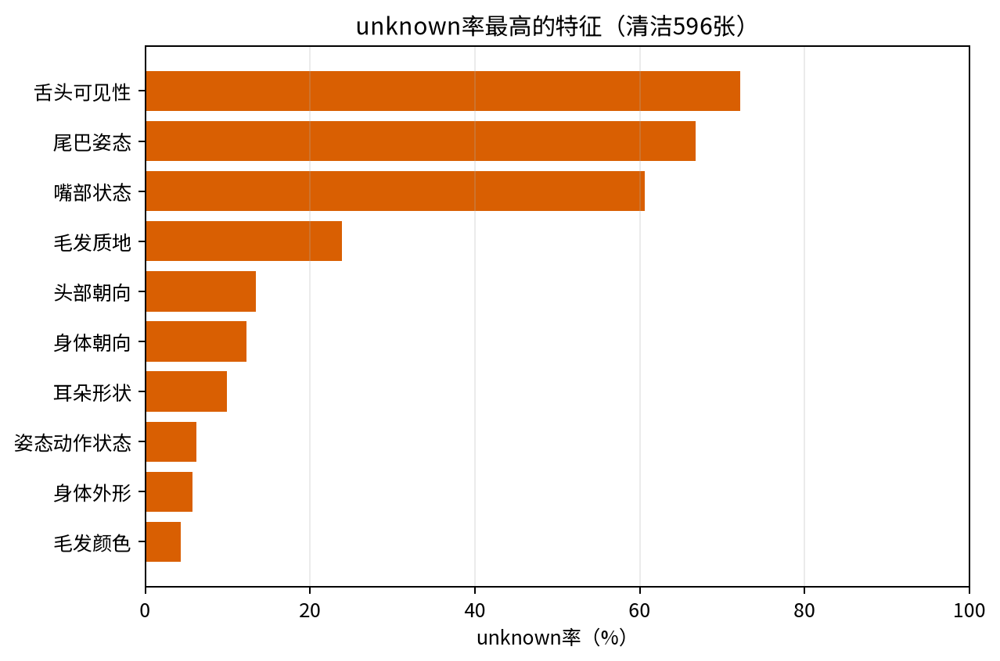 unknown率最高的特征（清洁596张）
舌头可见性
尾巴姿态
嘴部状态
毛发质地
头部朝向
身体朝向
耳朵形状
姿态动作状态
身体外形
毛发颜色
0 20 40 60 80 100
unknown率（%）